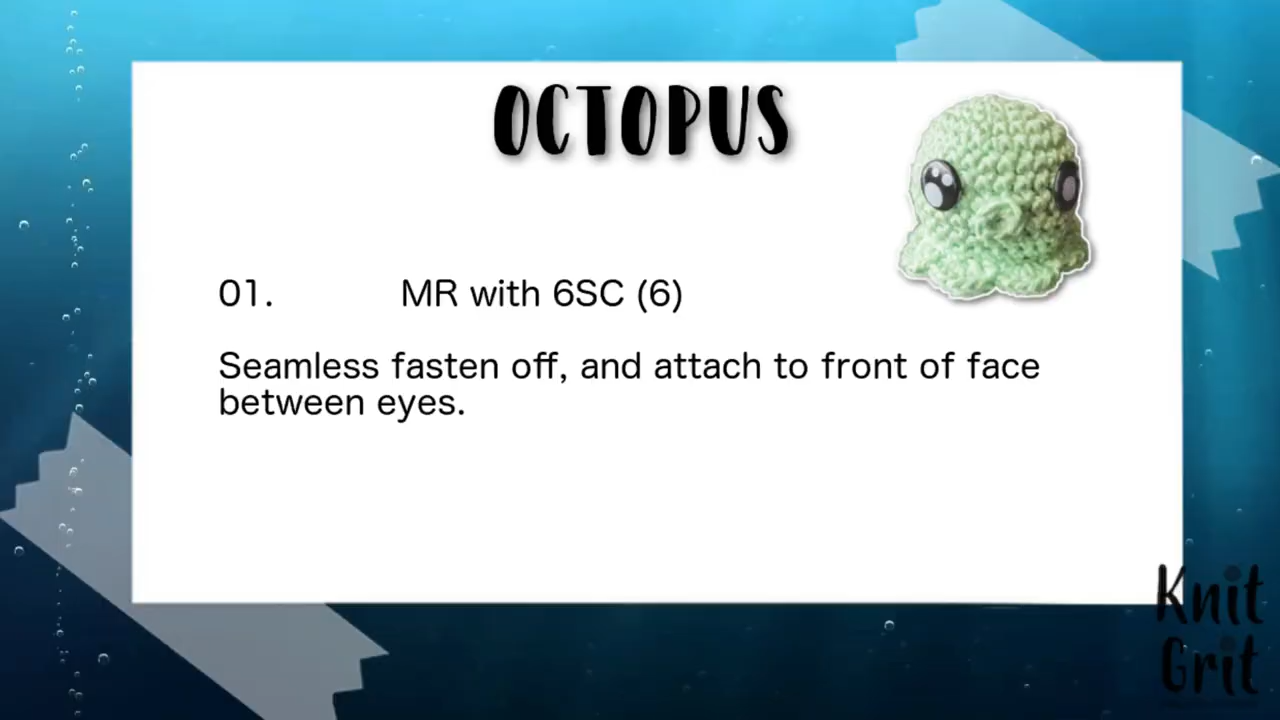 OCTOPUS
01. MR with 6SC (6)
Seamless fasten off, and attach to front of face
between eyes.
Knit
Grit